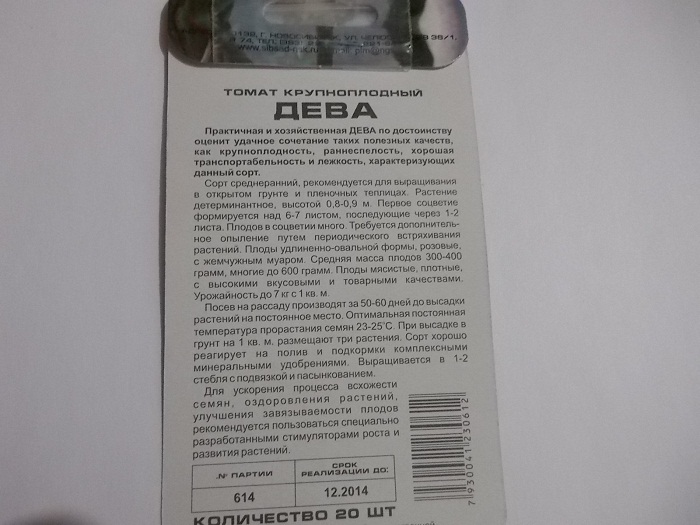 ТОМАТ КРУПНОПЛОДНЫЙ
ДЕВА
Практичная и хозяйственная ДЕВА по достоинству
оценит удачное сочетание таких полезных качеств,
как крупноплодность, раннеспелость, хорошая
транспортабельность и лежкость, характеризующих
данный сорт.
Сорт среднеранний, рекомендуется для выращивания
в открытом грунте и пленочных теплицах. Растение
детерминантное, высотой 0,8-0,9 м. Первое соцветие
формируется над 6-7 листом, последующие через 1-2
листа. Плодов в соцветии много. Требуется дополнитель-
ное опыление путем периодического встряхивания
растений. Плоды удлиненно-овальной формы, розовые,
с жемчужным муаром. Средняя масса плодов 300-400
грамм, многие до 600 грамм. Плоды мясистые, плотные,
с высокими вкусовыми и товарными качествами.
Урожайность до 7 кг с 1 кв. м.
Посев на рассаду производят за 50-60 дней до высадки
растений на постоянное место. Оптимальная постоянная
температура прорастания семян 23-25°С. При высадке в
грунт на 1 кв. м. размещают три растения. Сорт хорошо
реагирует на полив и подкормки комплексными
минеральными удобрениями. Выращивается в 1-2
стебля с подвязкой и пасынкованием.
Для ускорения процесса всхожести
семян, оздоровления растений,
улучшения завязываемости плодов
рекомендуется пользоваться специально
разработанными стимуляторами роста и
развития растений.
№ ПАРТИИ
СРОК
РЕАЛИЗАЦИИ ДО:
614
12.2014
КОЛИЧЕСТВО 20 ШТ
7 930041 230612